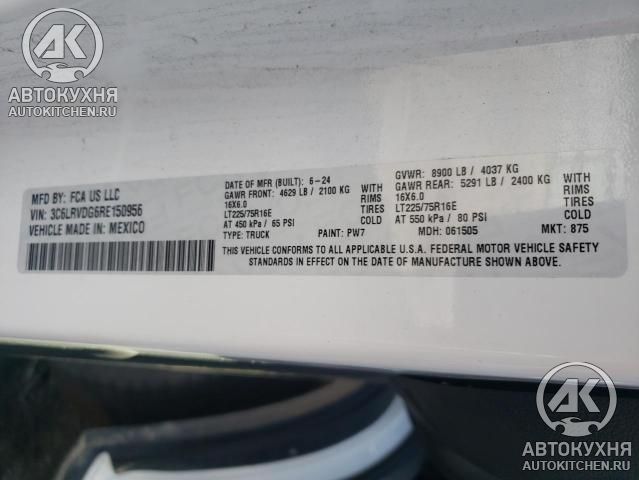 AK
АВТОКУХНЯ
AUTOKITCHEN.RU
MFD BY: FCA US LLC
VIN: 3C6LRVDG6RE150956
VEHICLE MADE IN: MEXICO
DATE OF MFR (BUILT): 6-24 GVWR: 8900 LB / 4037 KG
GAWR FRONT: 4629 LB / 2100 KG WITH GAWR REAR: 5291 LB / 2400 KG WITH
16X6.0 RIMS 16X6.0 RIMS
LT225/75R16E TIRES LT225/75R16E TIRES
AT 450 kPa / 65 PSI COLD AT 550 kPa / 80 PSI COLD
TYPE: TRUCK PAINT: PW7 MDH: 061505 MKT: 875
THIS VEHICLE CONFORMS TO ALL APPLICABLE U.S.A. FEDERAL MOTOR VEHICLE SAFETY
STANDARDS IN EFFECT ON THE DATE OF MANUFACTURE SHOWN ABOVE.
AK
АВТОКУХНЯ
AUTOKITCHEN.RU